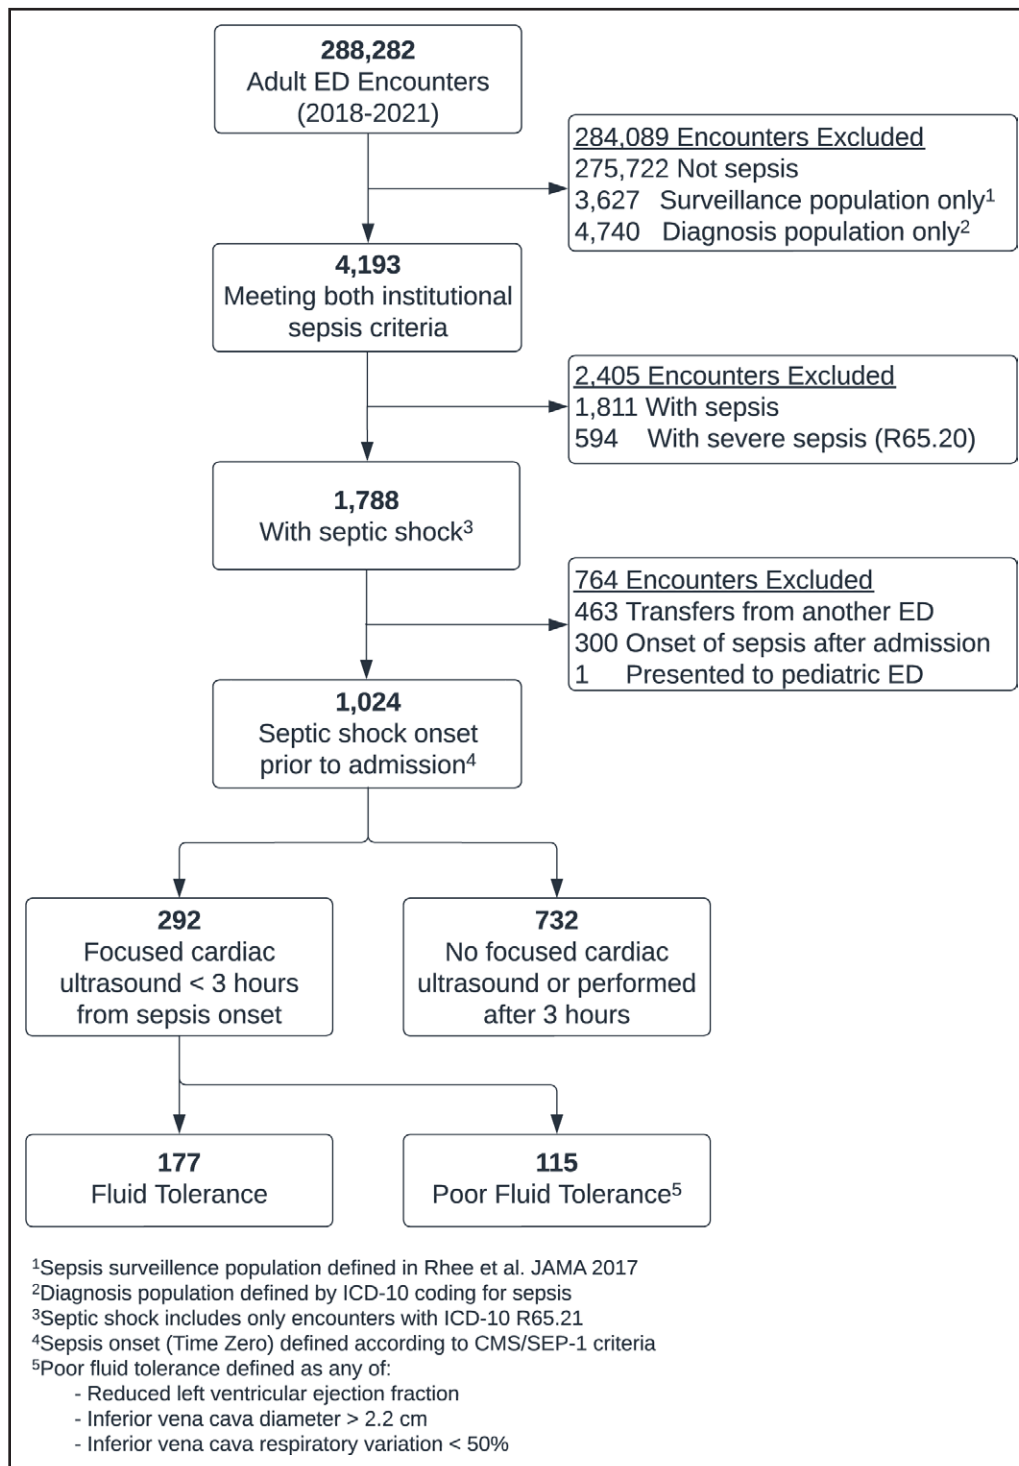 288,282
Adult ED Encounters
(2018-2021)
284,089 Encounters Excluded
275,722 Not sepsis
3,627 Surveillance population only¹
4,740 Diagnosis population only²
4,193
Meeting both institutional
sepsis criteria
2,405 Encounters Excluded
1,811 With sepsis
594 With severe sepsis (R65.20)
1,788
With septic shock³
764 Encounters Excluded
463 Transfers from another ED
300 Onset of sepsis after admission
1 Presented to pediatric ED
1,024
Septic shock onset
prior to admission⁴
292
Focused cardiac
ultrasound < 3 hours
from sepsis onset
732
No focused cardiac
ultrasound or performed
after 3 hours
177
Fluid Tolerance
115
Poor Fluid Tolerance⁵
¹Sepsis surveillence population defined in Rhee et al. JAMA 2017
²Diagnosis population defined by ICD-10 coding for sepsis
³Septic shock includes only encounters with ICD-10 R65.21
⁴Sepsis onset (Time Zero) defined according to CMS/SEP-1 criteria
⁵Poor fluid tolerance defined as any of:
- Reduced left ventricular ejection fraction
- Inferior vena cava diameter > 2.2 cm
- Inferior vena cava respiratory variation < 50%